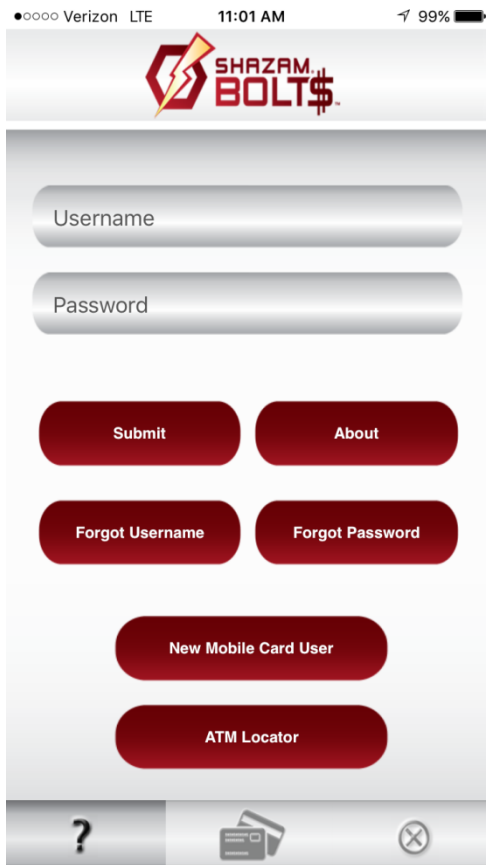 Verizon LTE 11:01 AM 99%
SHAZAM.
BOLT$
Username
Password
Submit About
Forgot Username Forgot Password
New Mobile Card User
ATM Locator
?